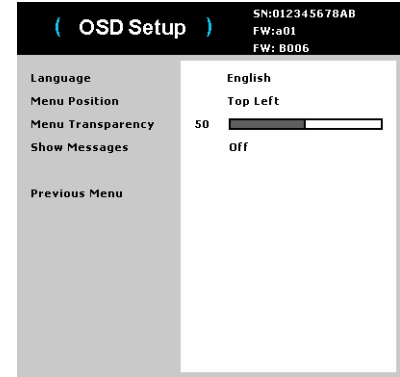 ( OSD Setup )
SN:012345678AB
FW:a01
FW: B006
Language English
Menu Position Top Left
Menu Transparency 50
Show Messages Off
Previous Menu